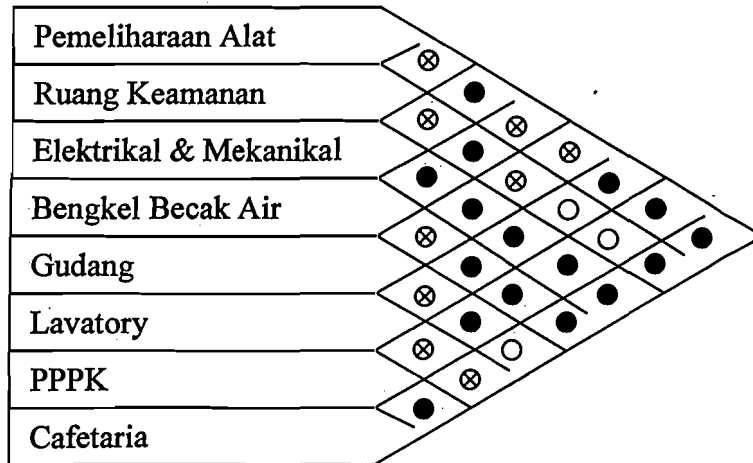 Pemeliharaan Alat
Ruang Keamanan
Elektrikal & Mekanikal
Bengkel Becak Air
Gudang
Lavatory
PPPK
Cafetaria